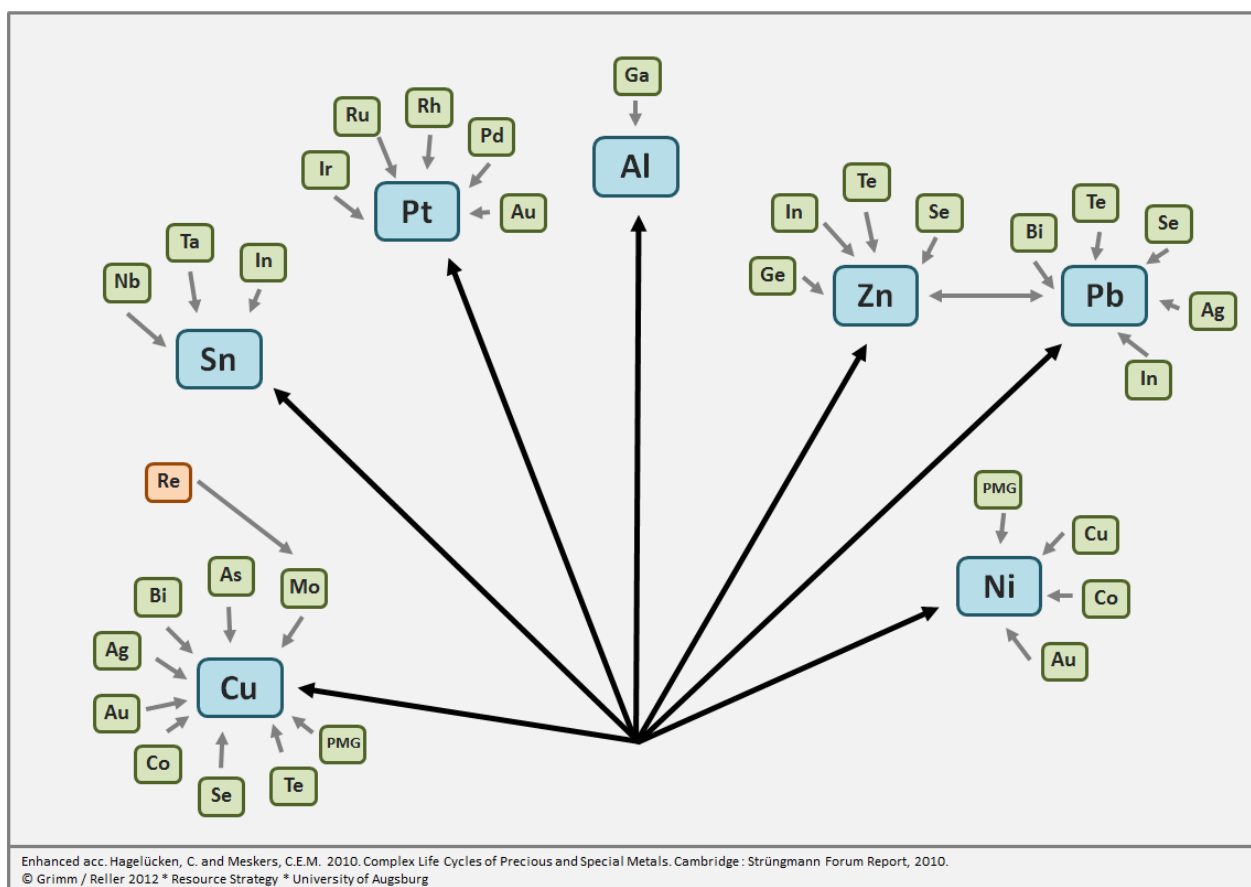 Ga
Al
Ru
Rh
Pd
Ir
Pt
Au
Ta
In
Nb
Sn
In
Te
Se
Ge
Zn
Bi
Te
Se
Pb
Ag
In
Re
As
Mo
Bi
Ag
Cu
Au
Co
Se
Te
PMG
PMG
Cu
Ni
Co
Au
Enhanced acc. Hagelücken, C. and Meskers, C.E.M. 2010. Complex Life Cycles of Precious and Special Metals. Cambridge: Strüngmann Forum Report, 2010.
© Grimm / Reller 2012 * Resource Strategy * University of Augsburg